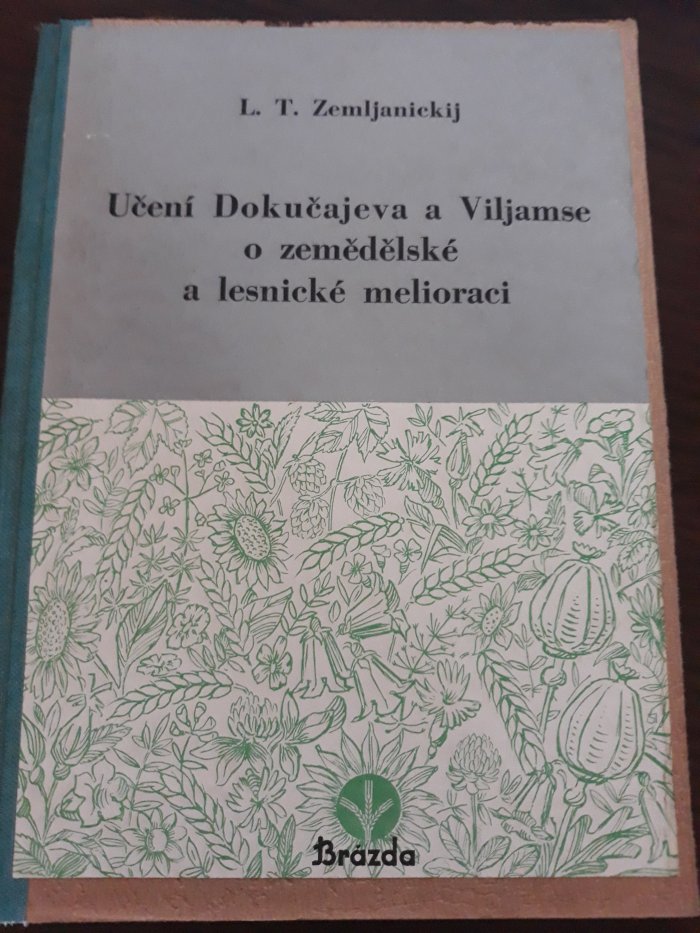 L. T. Zemljanickij
Učení Dokučajeva a Viljamse
o zemědělské
a lesnické melioraci
Brázda